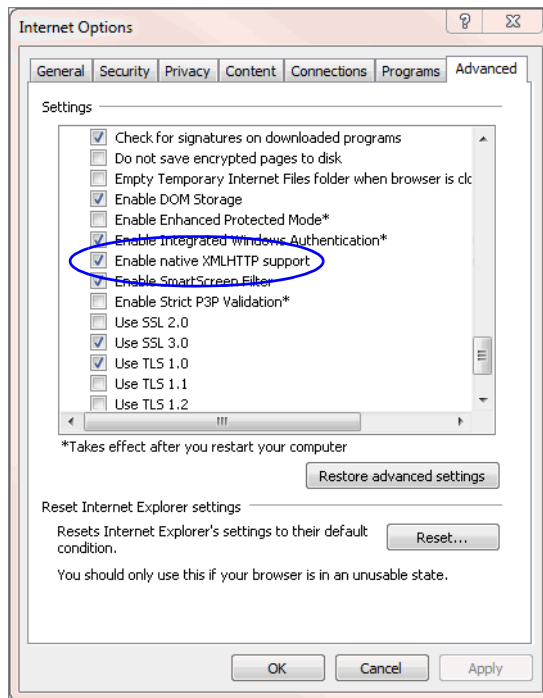 Internet Options
General Security Privacy Content Connections Programs Advanced
Settings
Check for signatures on downloaded programs
Do not save encrypted pages to disk
Empty Temporary Internet Files folder when browser is clo
Enable DOM Storage
Enable Enhanced Protected Mode*
Enable Integrated Windows Authentication*
Enable native XMLHTTP support
Enable SmartScreen Filter
Enable Strict P3P Validation*
Use SSL 2.0
Use SSL 3.0
Use TLS 1.0
Use TLS 1.1
Use TLS 1.2
*Takes effect after you restart your computer
Restore advanced settings
Reset Internet Explorer settings
Resets Internet Explorer's settings to their default
condition.
Reset...
You should only use this if your browser is in an unusable state.
OK Cancel Apply